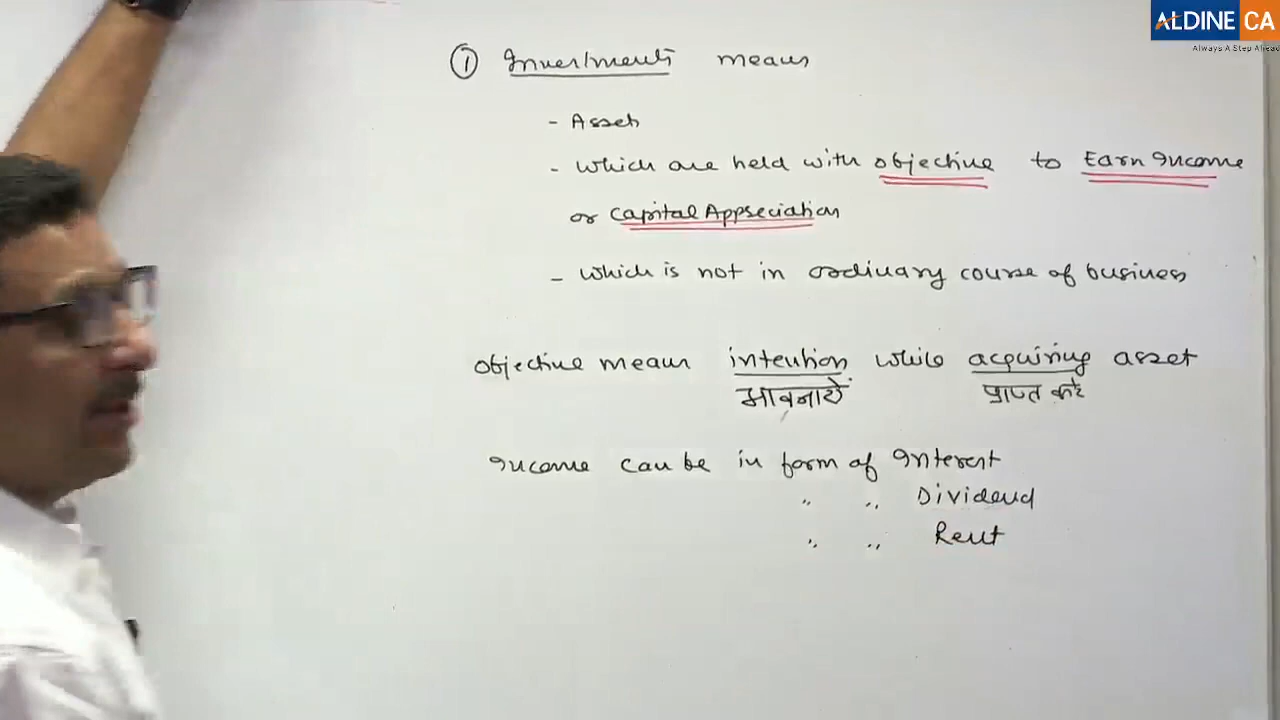 ALDINE CA
Always A Step Ahead
① Investments means
- Assets
- which are held with objective to Earn Income
or Capital Appreciation
- which is not in ordinary course of business
Objective means intention while acquiring asset
भावनायें प्राप्त करे
Income can be in form of Interest
" " Dividend
" " Rent